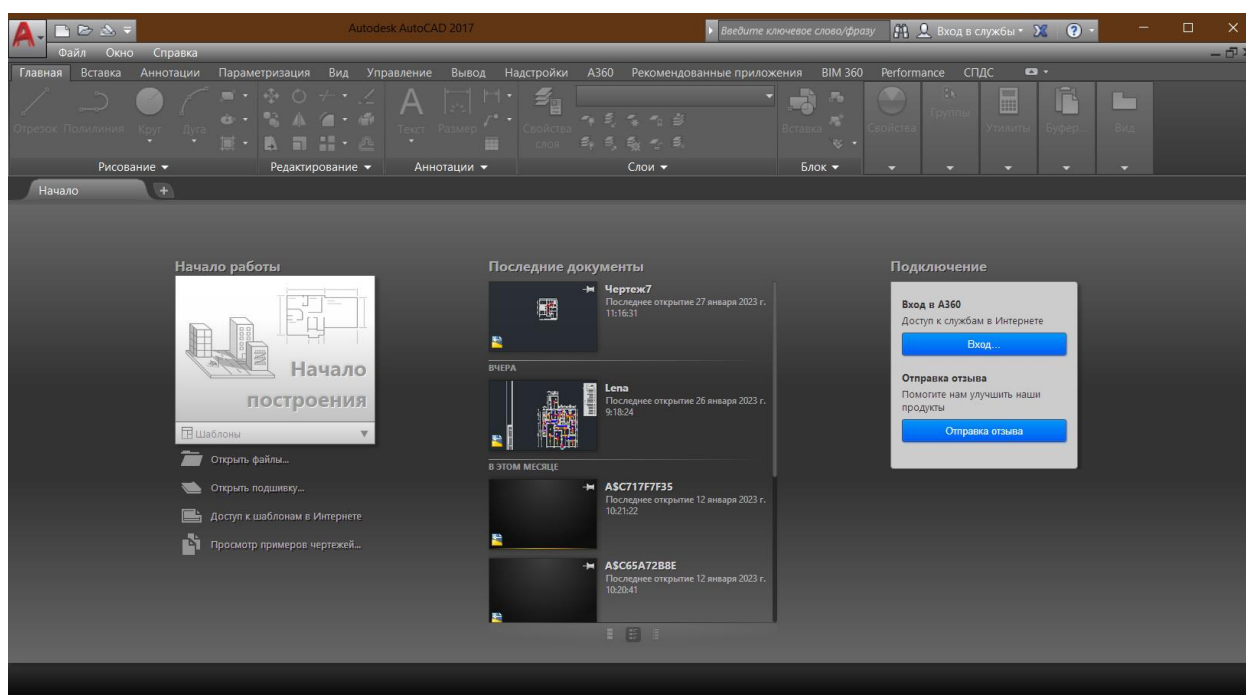 Autodesk AutoCAD 2017
Введите ключевое слово/фразу
Вход в службы
Файл Окно Справка
Главная Вставка Аннотации Параметризация Вид Управление Вывод Надстройки A360 Рекомендованные приложения BIM 360 Performance СПДС
Отрезок Полилиния Круг Дуга Текст Размер Свойства слоя Вставка Свойства Группы Утилиты Буфер... Вид
Рисование Редактирование Аннотации Слои Блок
Начало
Начало работы
Начало
построения
Шаблоны
Открыть файлы...
Открыть подшивку...
Доступ к шаблонам в Интернете
Просмотр примеров чертежей...
Последние документы
Чертеж7
Последнее открытие 27 января 2023 г.
11:16:31
ВЧЕРА
Lena
Последнее открытие 26 января 2023 г.
9:18:24
В ЭТОМ МЕСЯЦЕ
A$C717F7F35
Последнее открытие 12 января 2023 г.
10:21:22
A$C65A72B8E
Последнее открытие 12 января 2023 г.
10:20:41
Подключение
Вход в A360
Доступ к службам в Интернете
Вход...
Отправка отзыва
Помогите нам улучшить наши
продукты
Отправка отзыва